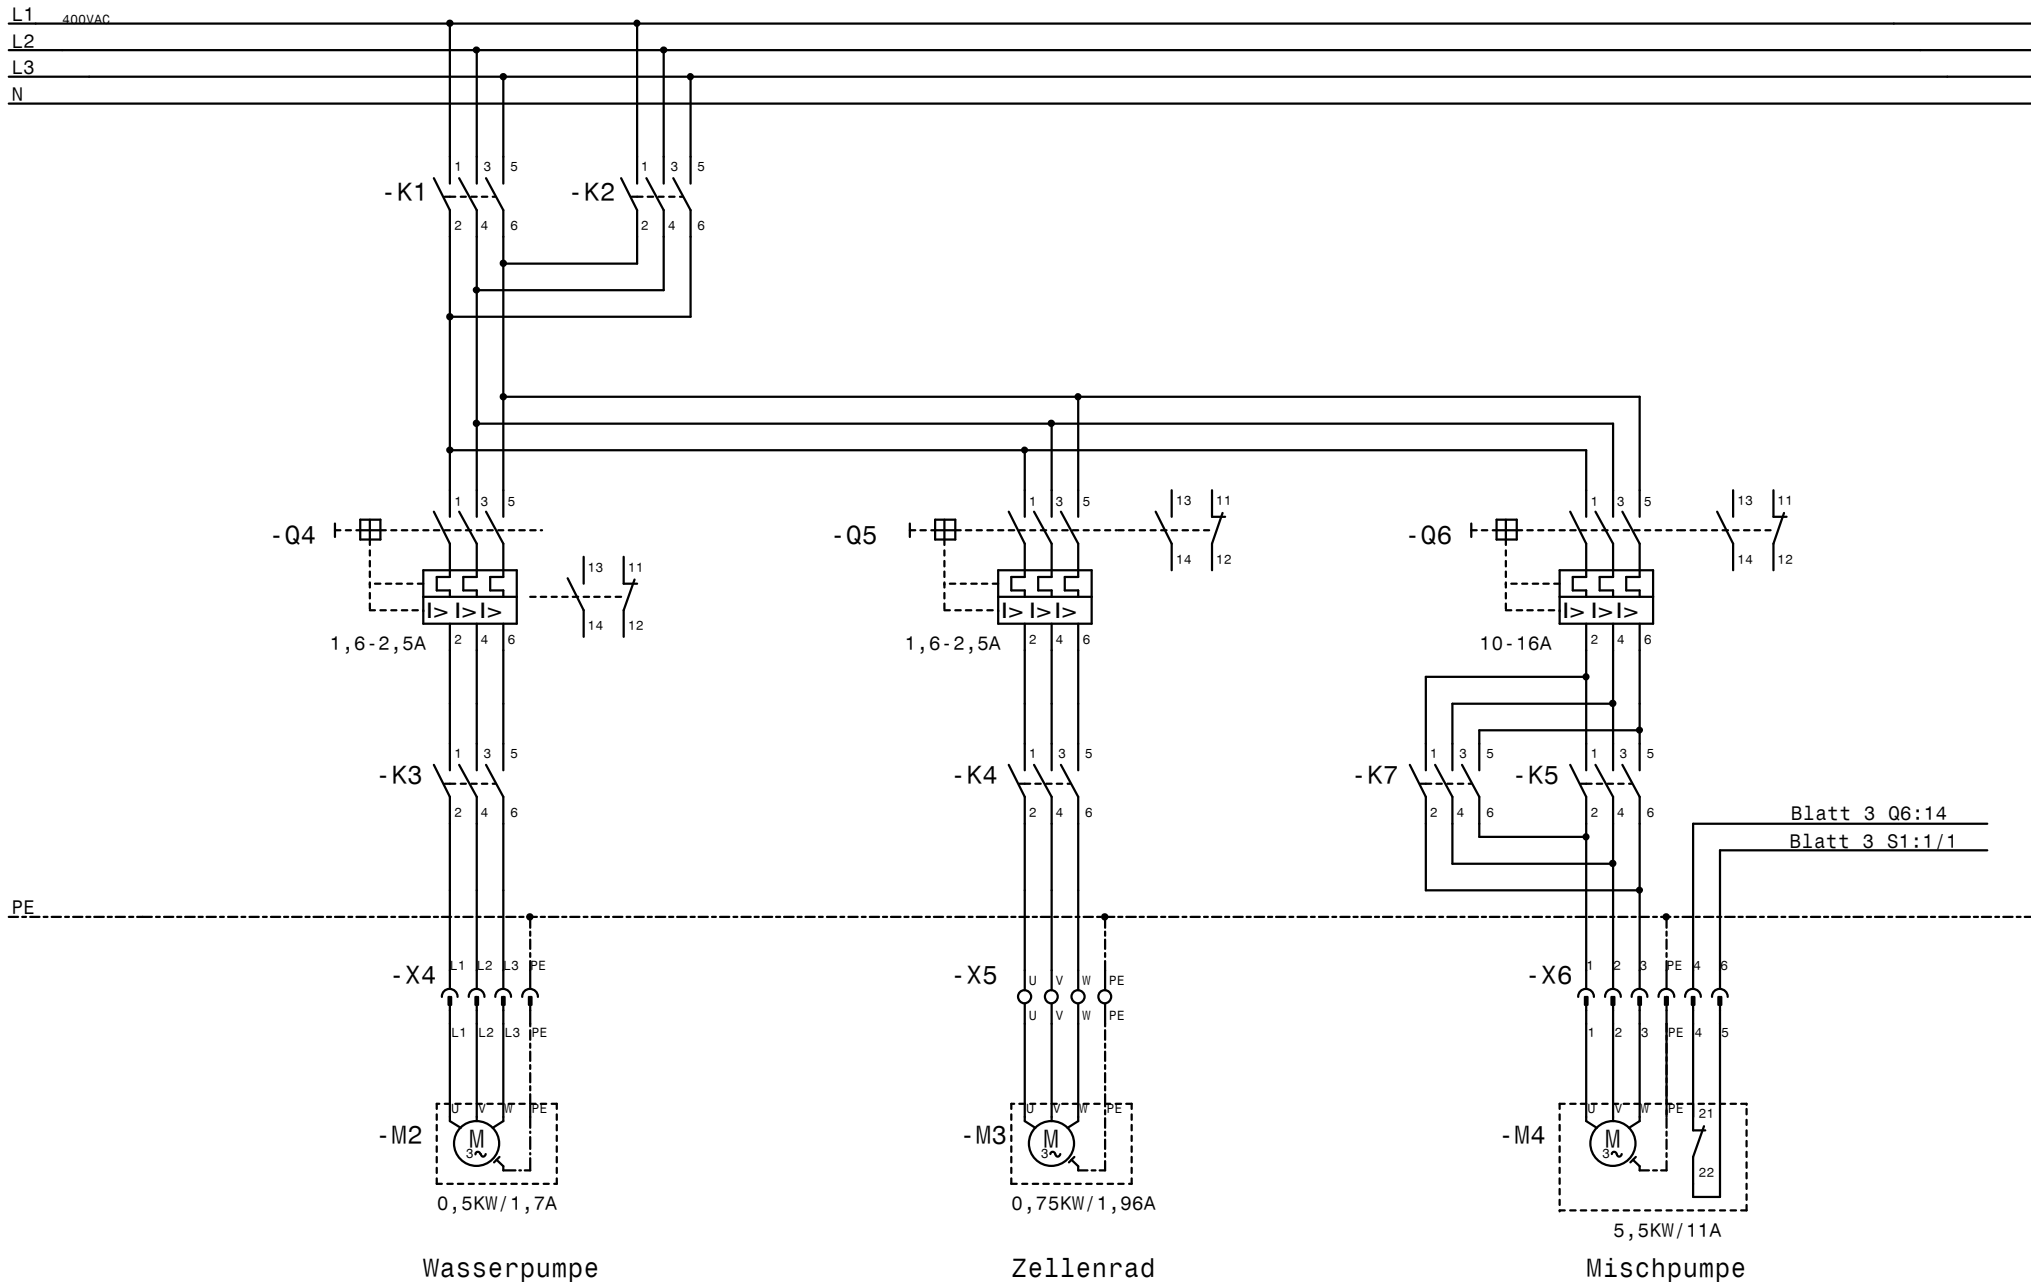 L1 400VAC
L2
L3
N
1 3 5 1 3 5
-K1 -K2
2 4 6 2 4 6
1 3 5 13 11 1 3 5 13 11 1 3 5
-Q4 -Q5 -Q6
14 12 14 12
13 11
I> I> I> I> I> I> I> I> I>
14 12
1,6-2,5A 2 4 6 1,6-2,5A 2 4 6 10-16A 2 4 6
1 3 5 1 3 5 1 3 5 1 3 5
-K3 -K4 -K7 -K5
2 4 6 2 4 6 2 4 6 2 4 6
Blatt 3 Q6:14
Blatt 3 S1:1/1
PE
-X4 L1 L2 L3 PE -X5 U V W PE -X6 1 2 3 PE 4 6
U V W PE
L1 L2 L3 PE 1 2 3 PE 4 5
U V W PE U V W PE U V W PE 21
-M2 M -M3 M -M4 M
3~ 3~ 3~
22
0,5KW/1,7A 0,75KW/1,96A
5,5KW/11A
Wasserpumpe Zellenrad Mischpumpe